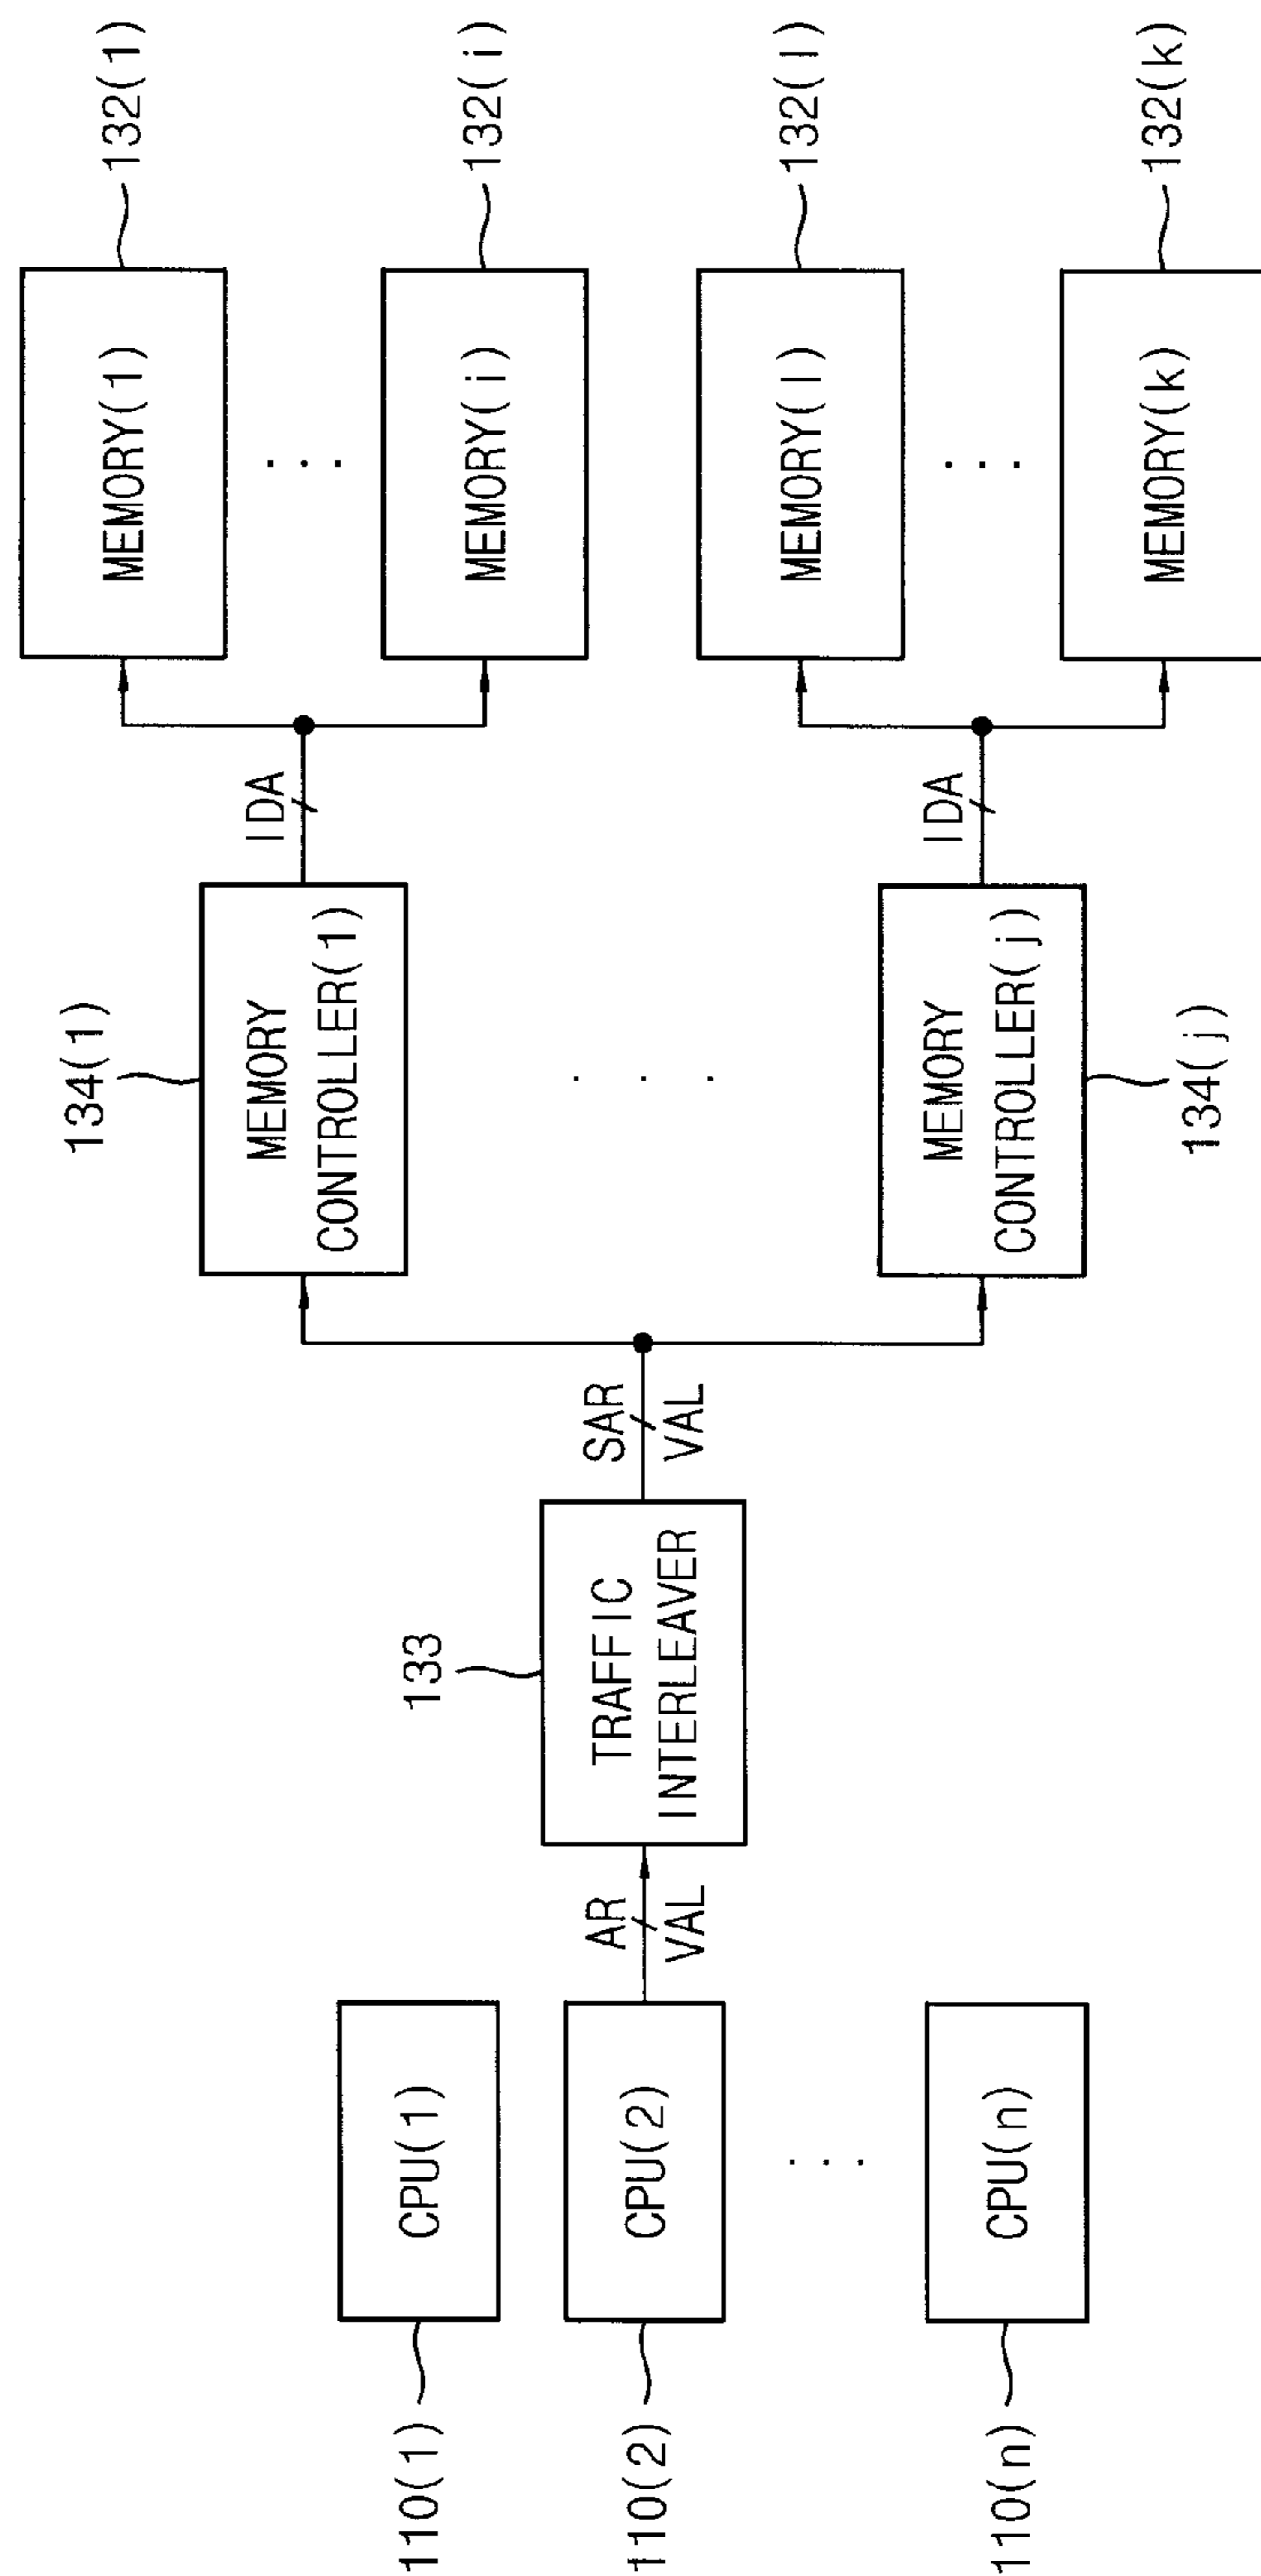 110(1)
CPU(1)
110(2)
CPU(2)
. . .
110(n)
CPU(n)
AR
VAL
133
TRAFFIC
INTERLEAVER
SAR
VAL
134(1)
MEMORY
CONTROLLER(1)
. . .
MEMORY
CONTROLLER(j)
134(j)
IDA
IDA
MEMORY(1)
132(1)
. . .
MEMORY(i)
132(i)
MEMORY(l)
132(l)
. . .
MEMORY(k)
132(k)